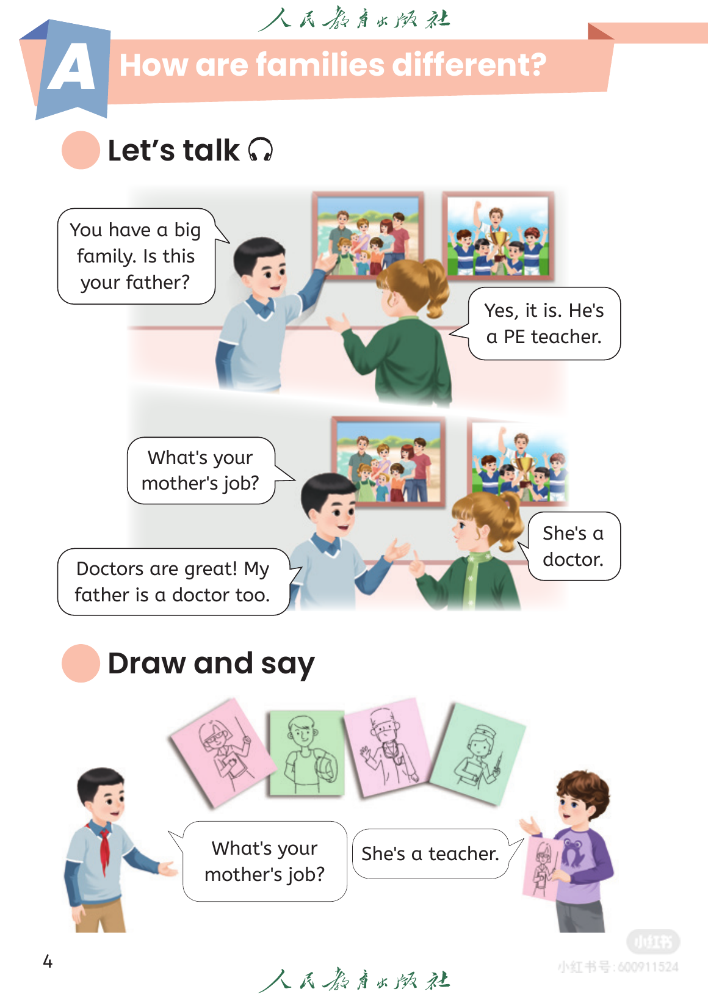 人民教育出版社
A
How are families different?
Let’s talk
You have a big
family. Is this
your father?
Yes, it is. He's
a PE teacher.
What's your
mother's job?
She's a
doctor.
Doctors are great! My
father is a doctor too.
Draw and say
What's your
mother's job?
She's a teacher.
4
小红书
小红书号:600911524
人民教育出版社